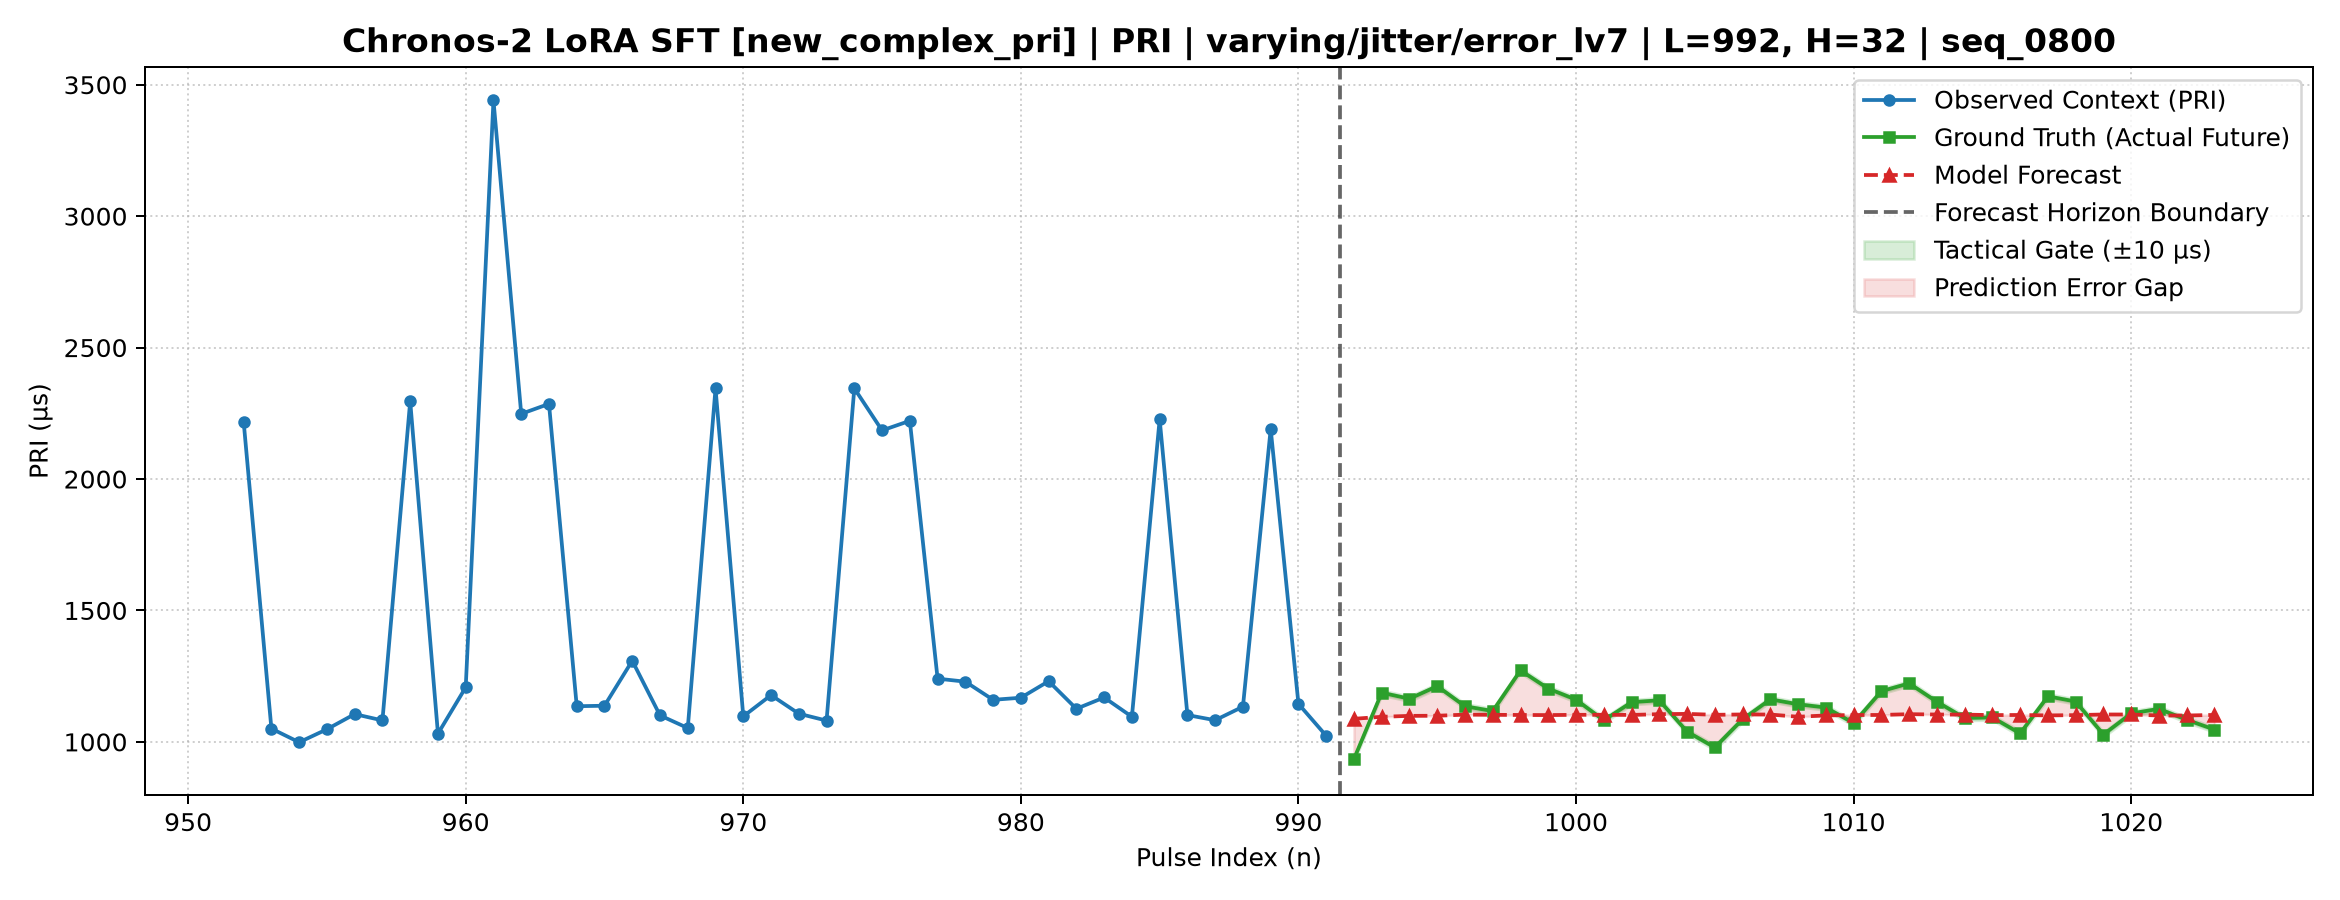 Chronos-2 LoRA SFT [new_complex_pri] | PRI | varying/jitter/error_lv7 | L=992, H=32 | seq_0800
PRI (µs)
3500
3000
2500
2000
1500
1000
Observed Context (PRI)
Ground Truth (Actual Future)
Model Forecast
Forecast Horizon Boundary
Tactical Gate (±10 µs)
Prediction Error Gap
950 960 970 980 990 1000 1010 1020
Pulse Index (n)